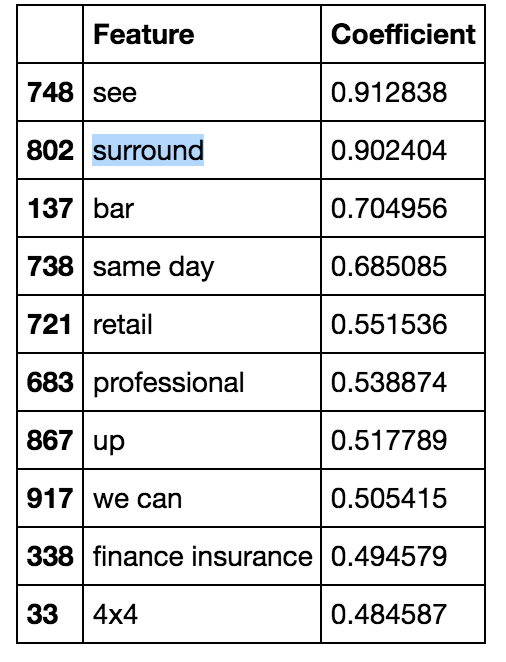 Feature Coefficient
748 see 0.912838
802 surround 0.902404
137 bar 0.704956
738 same day 0.685085
721 retail 0.551536
683 professional 0.538874
867 up 0.517789
917 we can 0.505415
338 finance insurance 0.494579
33 4x4 0.484587